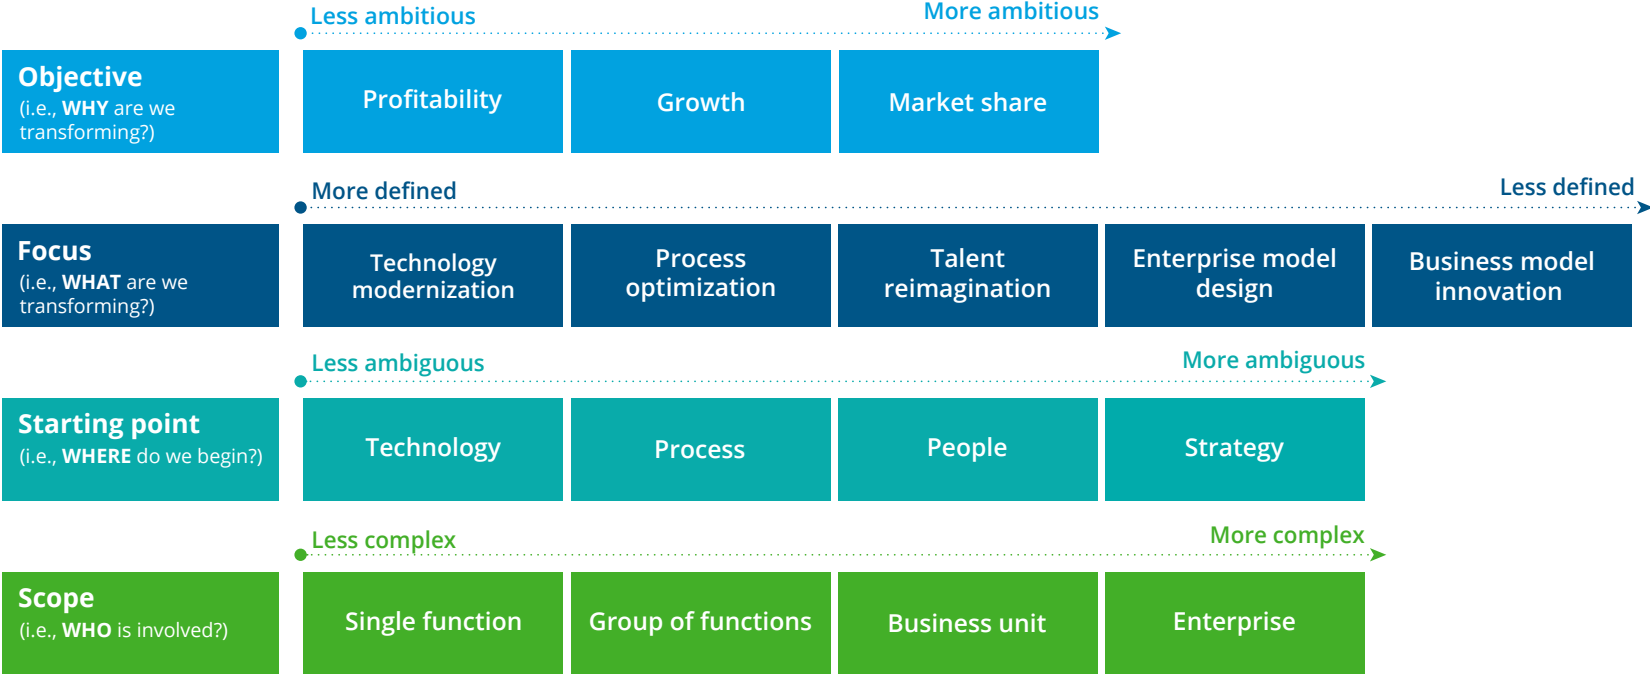 Less ambitious
More ambitious
Objective
(i.e., WHY are we
transforming?)
Profitability
Growth
Market share
More defined
Less defined
Focus
(i.e., WHAT are we
transforming?)
Technology
modernization
Process
optimization
Talent
reimagination
Enterprise model
design
Business model
innovation
Less ambiguous
More ambiguous
Starting point
(i.e., WHERE do we begin?)
Technology
Process
People
Strategy
Less complex
More complex
Scope
(i.e., WHO is involved?)
Single function
Group of functions
Business unit
Enterprise